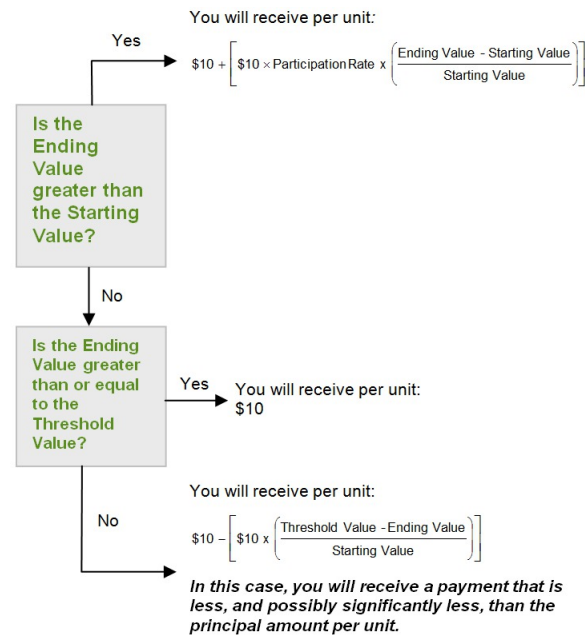 You will receive per unit:
Yes
$10 + [ $10 × Participation Rate x ( Ending Value - Starting Value / Starting Value ) ]
Is the
Ending
Value
greater than
the Starting
Value?
No
Is the Ending
Value greater
than or equal
to the
Threshold
Value?
Yes
You will receive per unit:
$10
You will receive per unit:
No
$10 – [ $10 x ( Threshold Value - Ending Value / Starting Value ) ]
In this case, you will receive a payment that is
less, and possibly significantly less, than the
principal amount per unit.